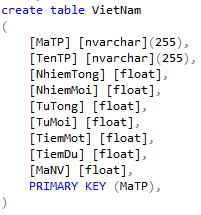 create table VietNam
(
[MaTP] [nvarchar](255),
[TenTP] [nvarchar](255),
[NhiemTong] [float],
[NhiemMoi] [float],
[TuTong] [float],
[TuMoi] [float],
[TiemMot] [float],
[TiemDu] [float],
[MaNV] [float],
PRIMARY KEY (MaTP),
)